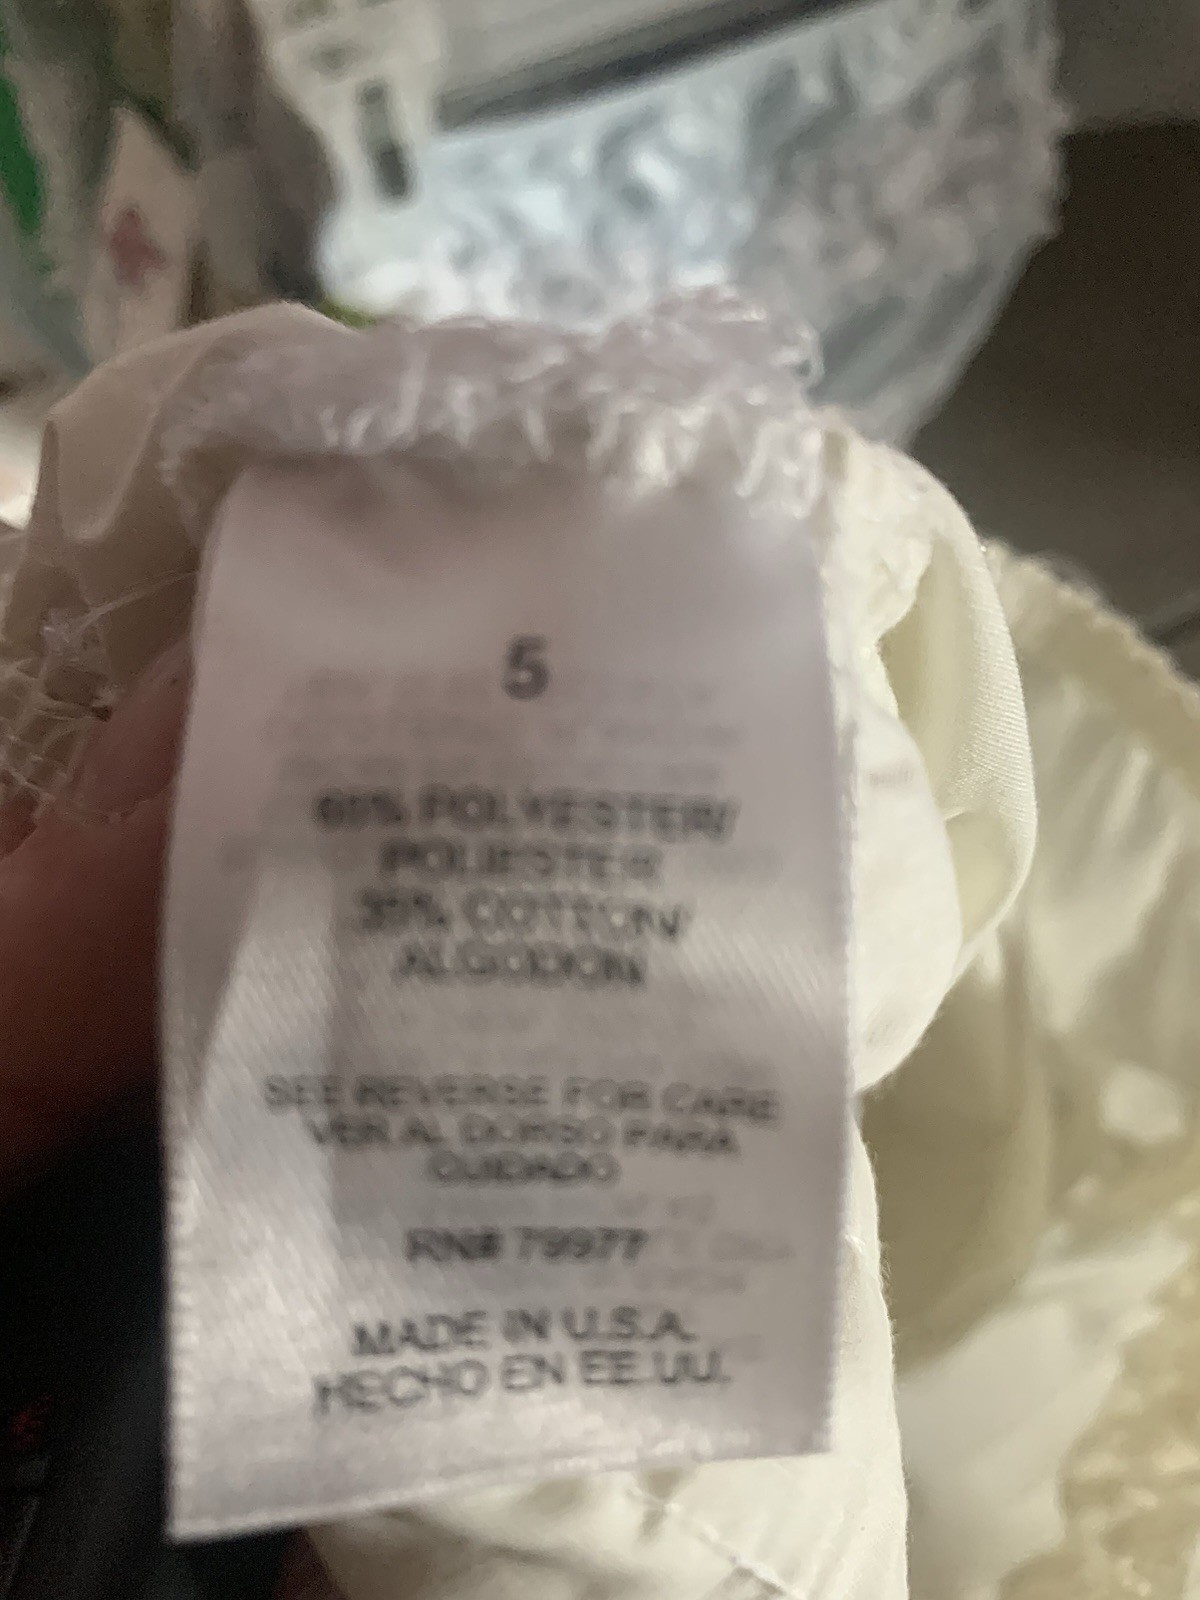 5
POLYESTER/
POLIESTER
35% COTTON/
ALGODON
SEE REVERSE FOR CARE
VER AL DORSO PARA
CUIDADO
RN# 79977
MADE IN U.S.A.
HECHO EN EE.UU.